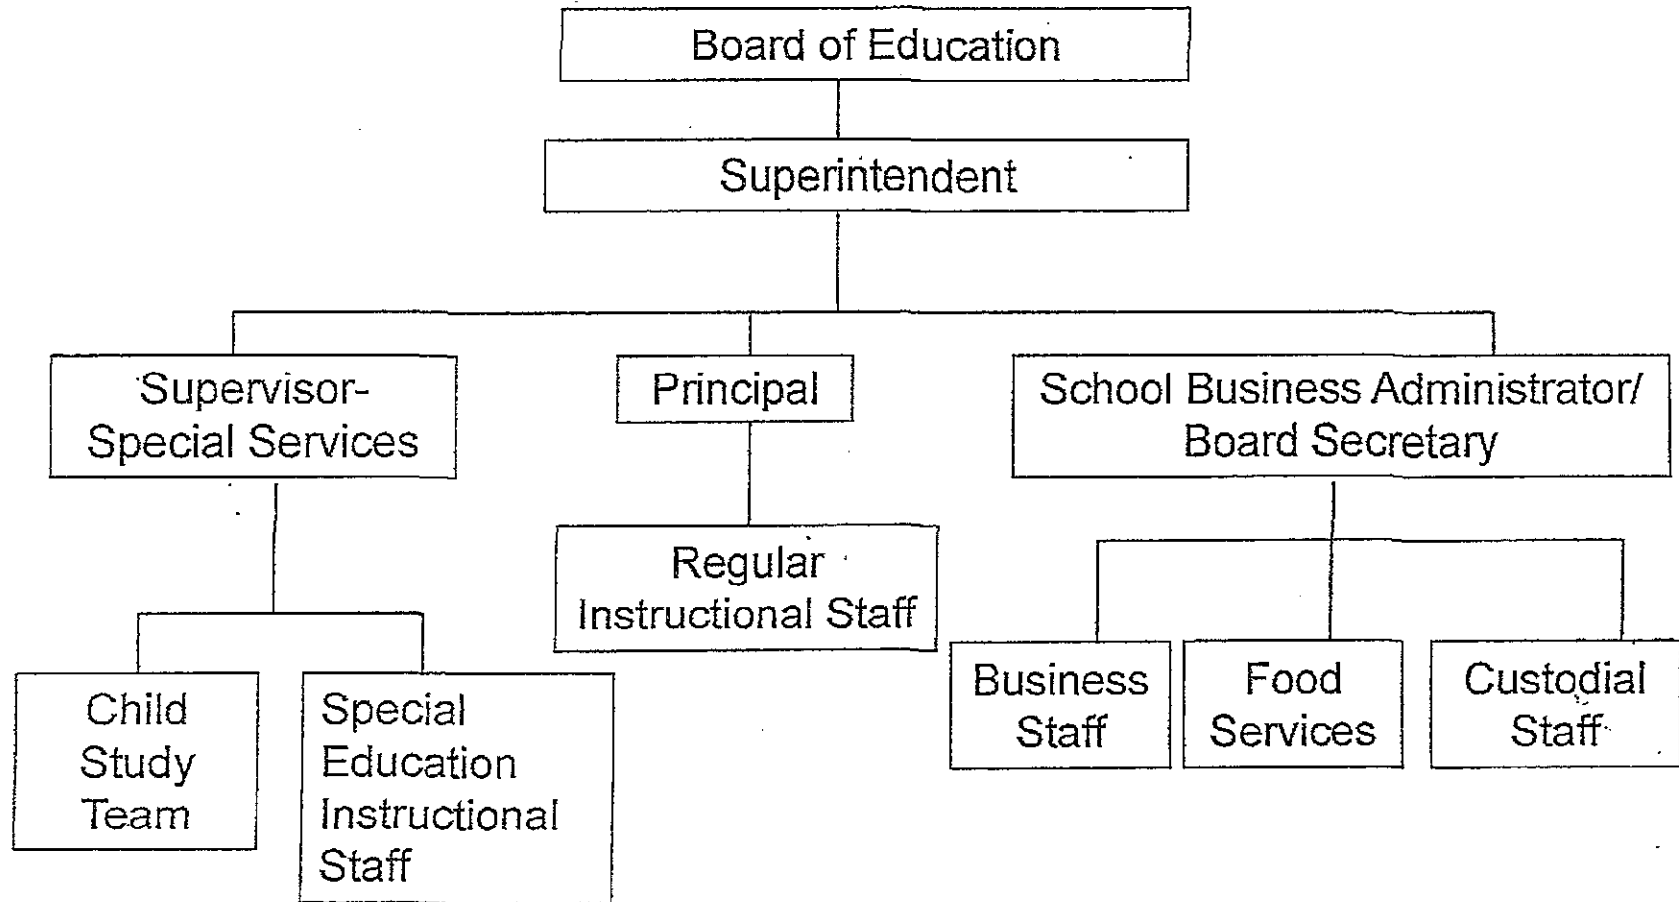 Board of Education
Superintendent
Supervisor-
Special Services
Principal
School Business Administrator/
Board Secretary
Regular
Instructional Staff
Child
Study
Team
Special
Education
Instructional
Staff
Business
Staff
Food
Services
Custodial
Staff